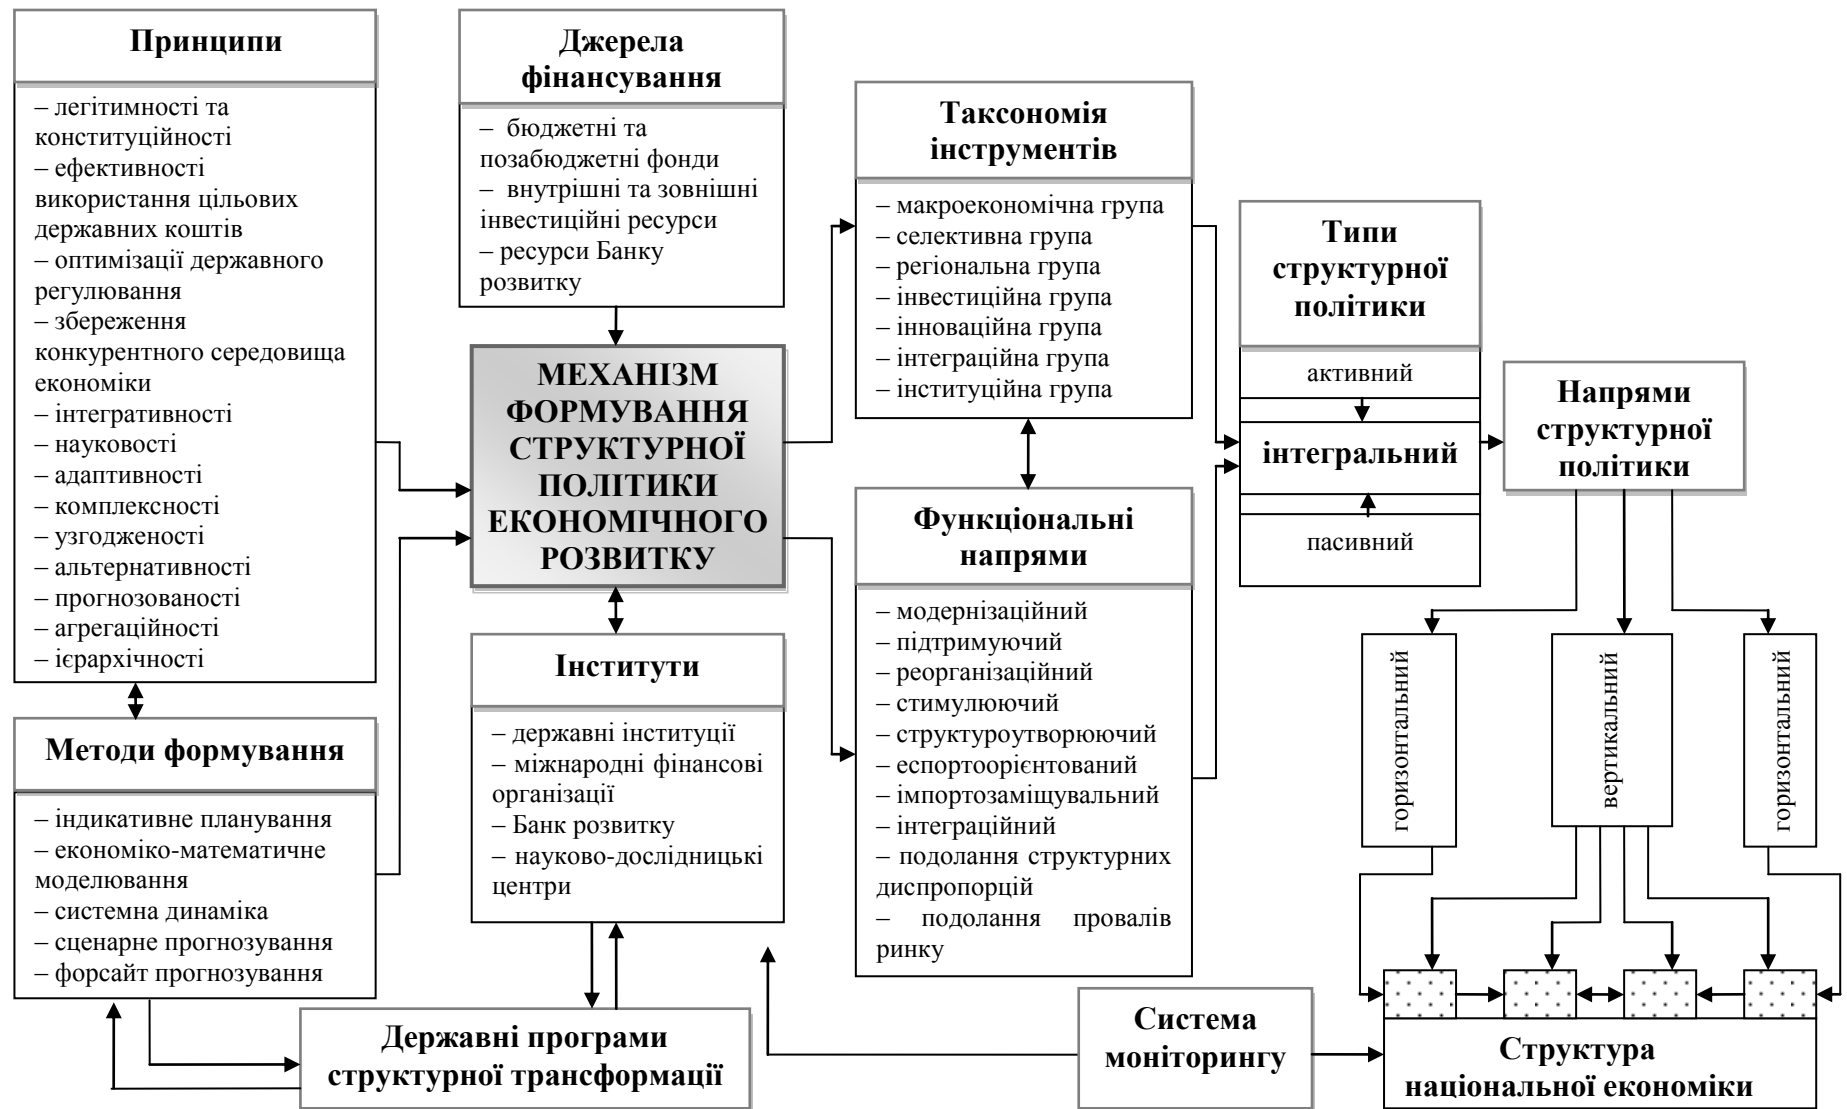 Принципи
– легітимності та
конституційності
– ефективності
використання цільових
державних коштів
– оптимізації державного
регулювання
– збереження
конкурентного середовища
економіки
– інтегративності
– науковості
– адаптивності
– комплексності
– узгодженості
– альтернативності
– прогнозованості
– агрегаційності
– ієрархічності
Методи формування
– індикативне планування
– економіко-математичне
моделювання
– системна динаміка
– сценарне прогнозування
– форсайт прогнозування
Джерела
фінансування
– бюджетні та
позабюджетні фонди
– внутрішні та зовнішні
інвестиційні ресурси
– ресурси Банку
розвитку
МЕХАНІЗМ
ФОРМУВАННЯ
СТРУКТУРНОЇ
ПОЛІТИКИ
ЕКОНОМІЧНОГО
РОЗВИТКУ
Інститути
– державні інституції
– міжнародні фінансові
організації
– Банк розвитку
– науково-дослідницькі
центри
Державні програми
структурної трансформації
Таксономія
інструментів
– макроекономічна група
– селективна група
– регіональна група
– інвестиційна група
– інноваційна група
– інтеграційна група
– інституційна група
Функціональні
напрями
– модернізаційний
– підтримуючий
– реорганізаційний
– стимулюючий
– структуроутворюючий
– еспортоорієнтований
– імпортозаміщувальний
– інтеграційний
– подолання структурних
диспропорцій
– подолання провалів
ринку
Система
моніторингу
Типи
структурної
політики
активний
інтегральний
пасивний
Напрями
структурної
політики
горизонтальний
вертикальний
горизонтальний
Структура
національної економіки